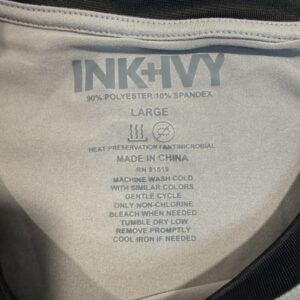 INK+IVY
90% POLYESTER 10% SPANDEX
LARGE
HEAT PRESERVATION / ANTIMICROBIAL
MADE IN CHINA
RN 81519
MACHINE WASH COLD
WITH SIMILAR COLORS
GENTLE CYCLE
ONLY NON-CHLORINE
BLEACH WHEN NEEDED
TUMBLE DRY LOW
REMOVE PROMPTLY
COOL IRON IF NEEDED